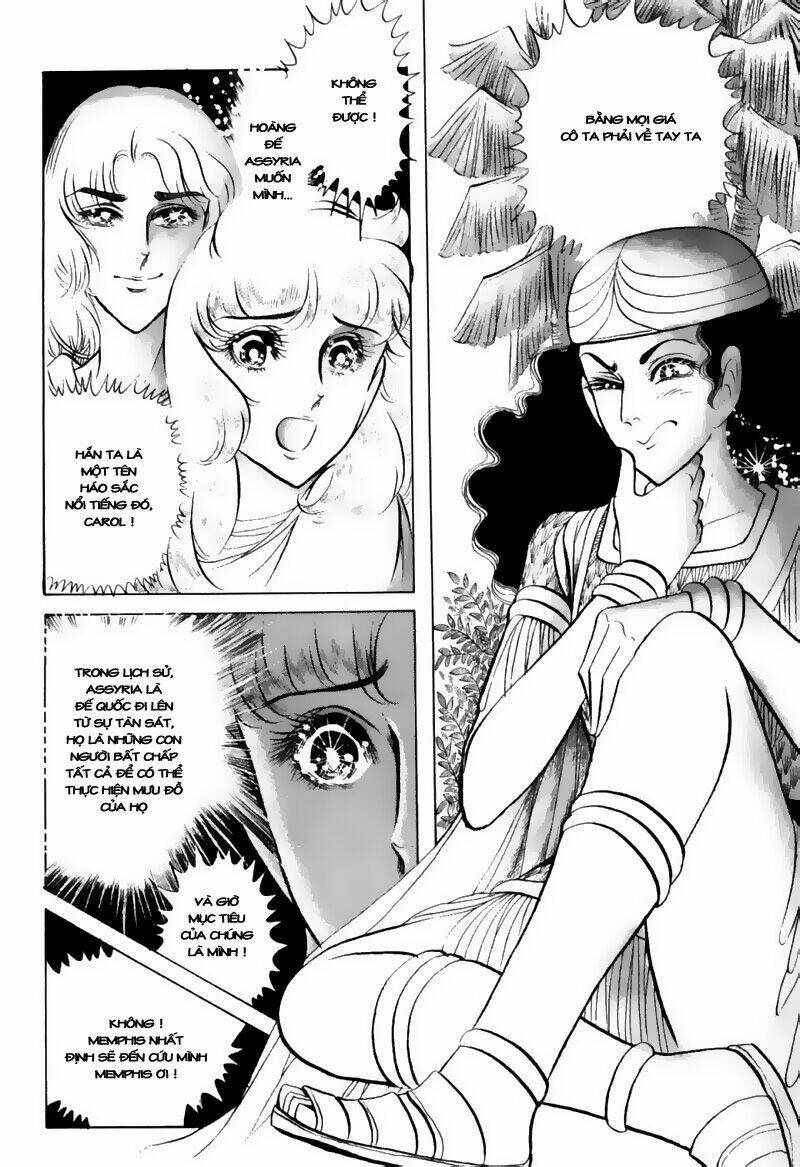 BẰNG MỌI GIÁ
CÔ TA PHẢI VỀ TAY TA
KHÔNG
THỂ
ĐƯỢC !
HOÀNG
ĐẾ
ASSYRIA
MUỐN
MÌNH...
HẮN TA LÀ
MỘT TÊN
HÁO SẮC
NỔI TIẾNG ĐÓ,
CAROL !
TRONG LỊCH SỬ,
ASSYRIA LÀ
ĐẾ QUỐC ĐI LÊN
TỪ SỰ TÀN SÁT,
HỌ LÀ NHỮNG CON
NGƯỜI BẤT CHẤP
TẤT CẢ ĐỂ CÓ THỂ
THỰC HIỆN MƯU ĐỒ
CỦA HỌ
VÀ GIỜ
MỤC TIÊU
CỦA CHÚNG
LÀ MÌNH !
KHÔNG !
MEMPHIS NHẤT
ĐỊNH SẼ ĐẾN CỨU MÌNH
MEMPHIS ƠI !